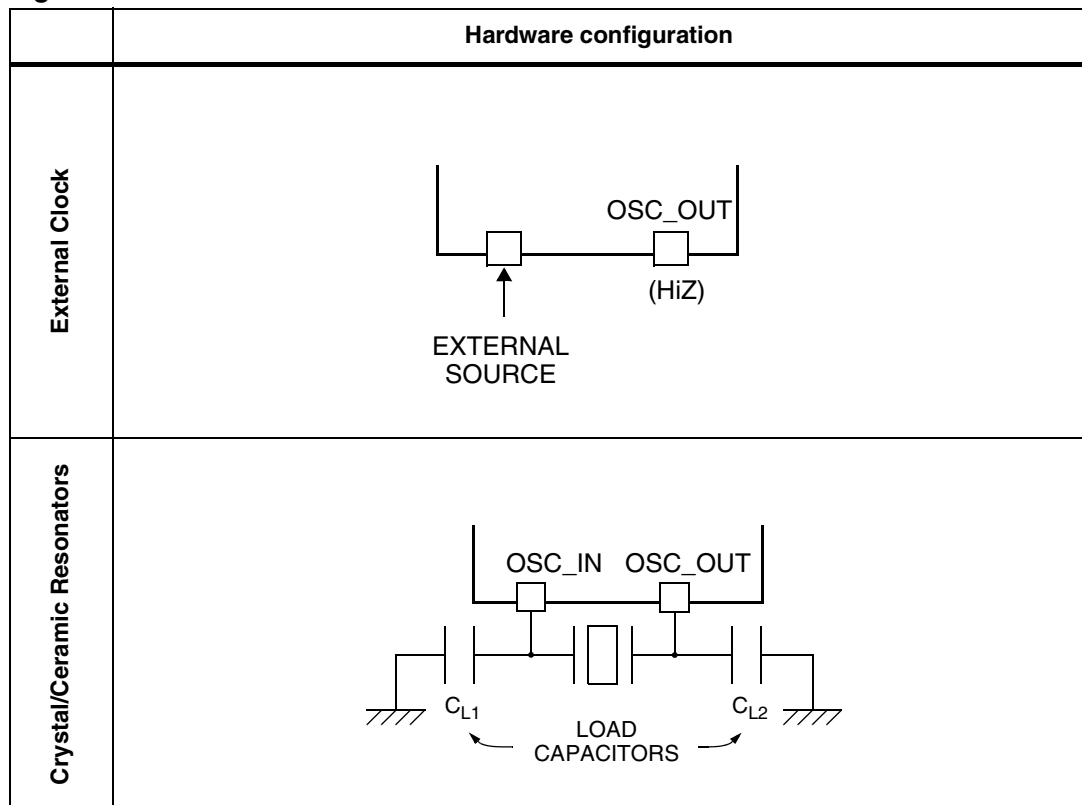 Hardware configuration
External Clock
OSC_OUT
(HiZ)
EXTERNAL
SOURCE
Crystal/Ceramic Resonators
OSC_IN OSC_OUT
CL1
CL2
LOAD
CAPACITORS